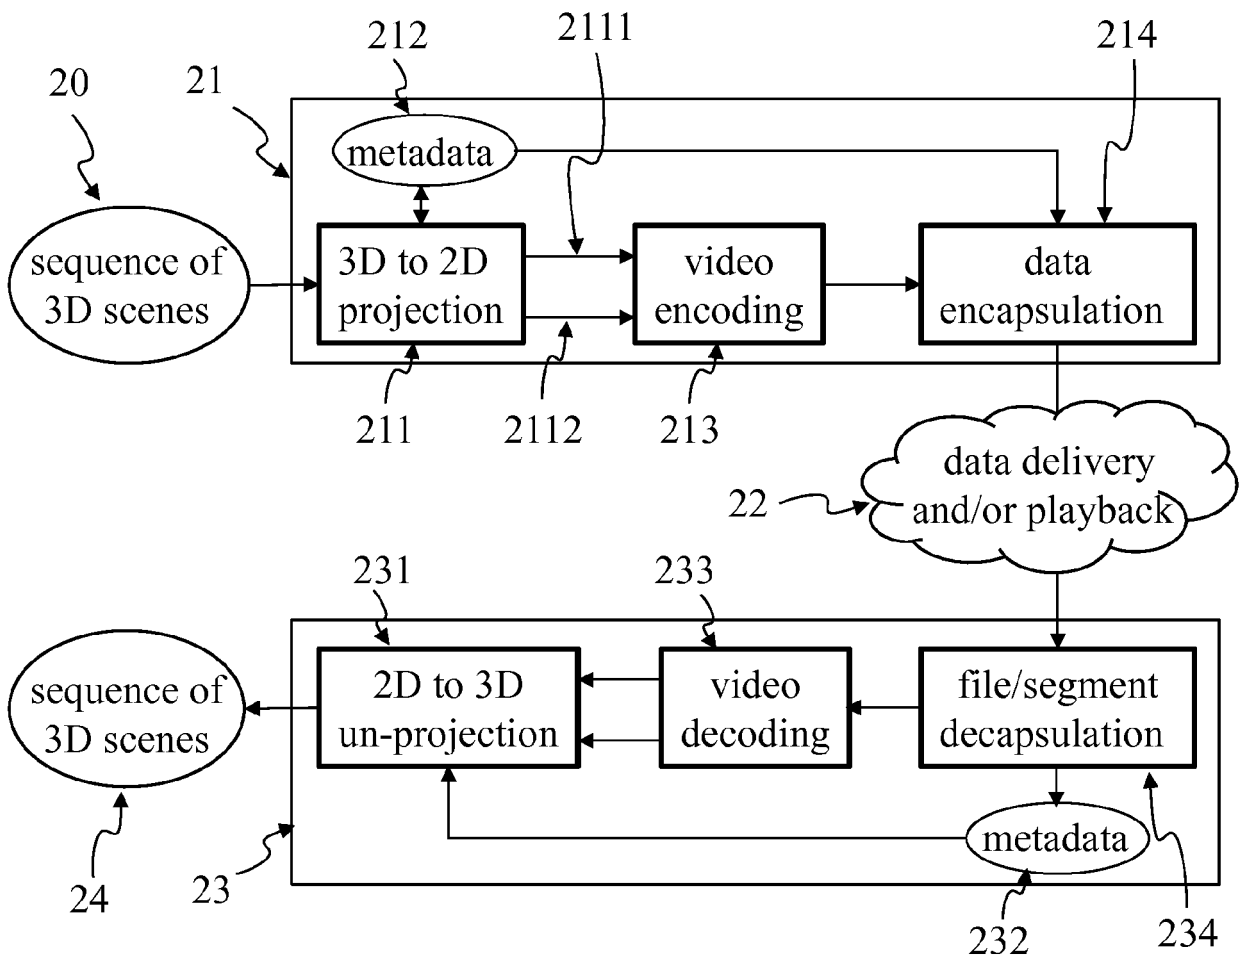 212
2111
214
20
21
metadata
sequence of
3D scenes
3D to 2D
projection
video
encoding
data
encapsulation
211
2112
213
data delivery
and/or playback
22
231
233
sequence of
3D scenes
2D to 3D
un-projection
video
decoding
file/segment
decapsulation
metadata
24
23
232
234